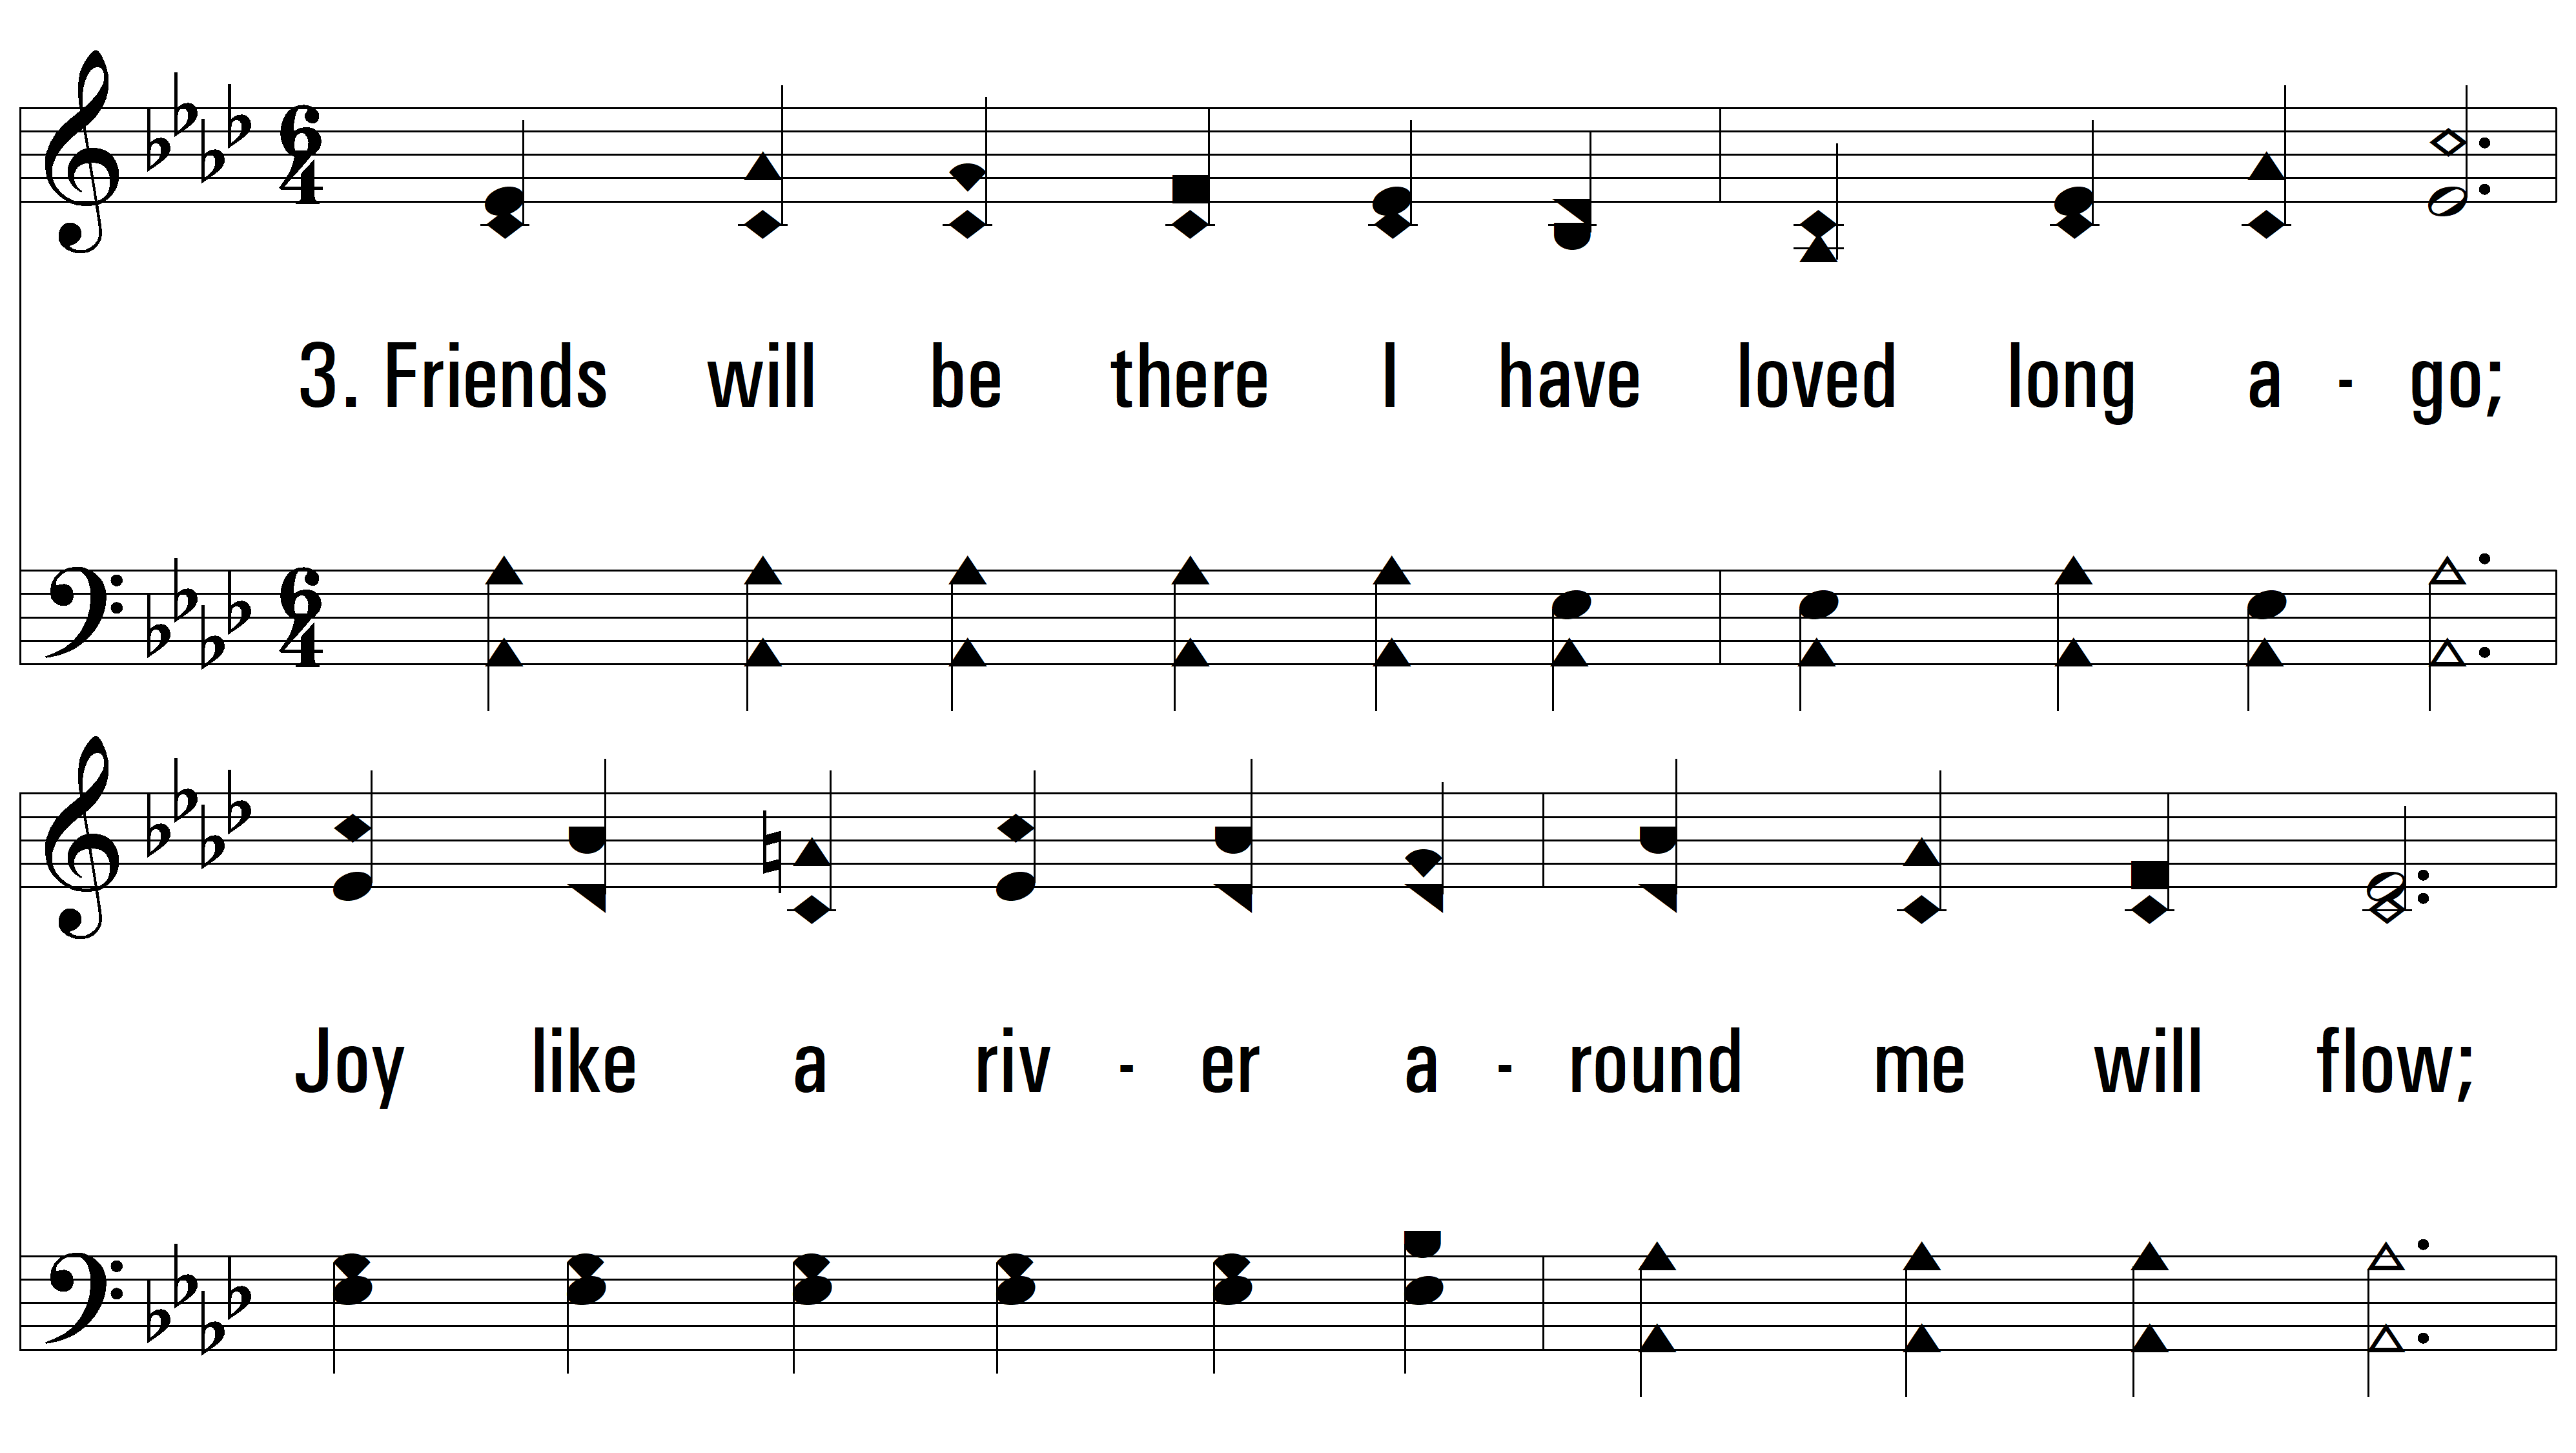 3. Friends will be there I have loved long a - go;
Joy like a riv - er a - round me will flow;